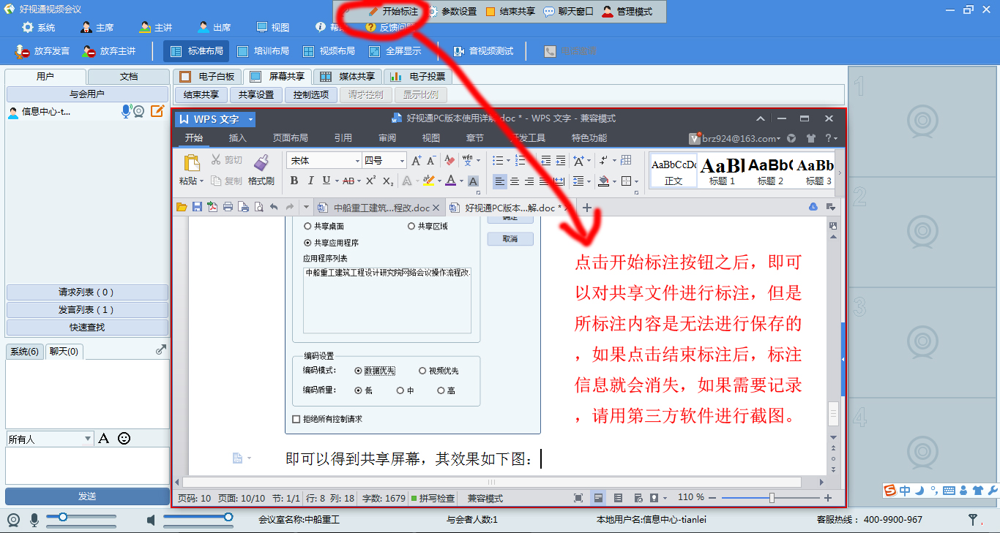 好视通视频会议
开始标注 参数设置 结束共享 聊天窗口 管理模式
系统 主席 主讲 出席 视图 反馈问题
放弃发言 放弃主讲 标准布局 培训布局 视频布局 全屏显示 音视频测试
用户 文档 电子白板 屏幕共享 媒体共享 电子投票
与会用户 结束共享 共享设置 控制选项 请求控制 显示比例
信息中心-t...
WPS 文字 好视通PC版本使用详解.doc * - WPS 文字 - 兼容模式
开始 插入 页面布局 引用 审阅 视图 章节 开发工具 特色功能 brz924@163.com
粘贴 剪切 复制 格式刷 宋体 四号
B I U AB X² X₂ A A A
AaBbCcDc AaBl AaBb( AaBb
正文 标题 1 标题 2 标题 3
中船重工建筑...程改.doc 好视通PC版本...解.doc *
共享桌面 共享区域
共享应用程序 取消
应用程序列表
中船重工建筑工程设计研究院网络会议操作流程改.
编码设置
编码模式： 数据优先 视频优先
编码质量： 低 中 高
拒绝所有控制请求
即可以得到共享屏幕，其效果如下图：
点击开始标注按钮之后，即可
以对共享文件进行标注，但是
所标注内容是无法进行保存的
，如果点击结束标注后，标注
信息就会消失，如果需要记录
，请用第三方软件进行截图。
请求列表（0）
发言列表（1）
快速查找
系统(6) 聊天(0)
所有人 A
发送
页码: 10 页面: 10/10 节: 1/1 行: 8 列: 18 字数: 1679 拼写检查 兼容模式 110 %
1
2
3
4
中
会议室名称:中船重工 与会者人数:1 本地用户名:信息中心-tianlei 客服热线： 400-9900-967